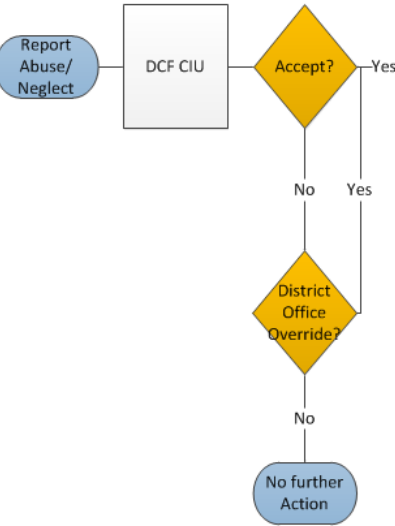 Report
Abuse/
Neglect
DCF CIU
Accept?
Yes
No
Yes
District
Office
Override?
No
No further
Action